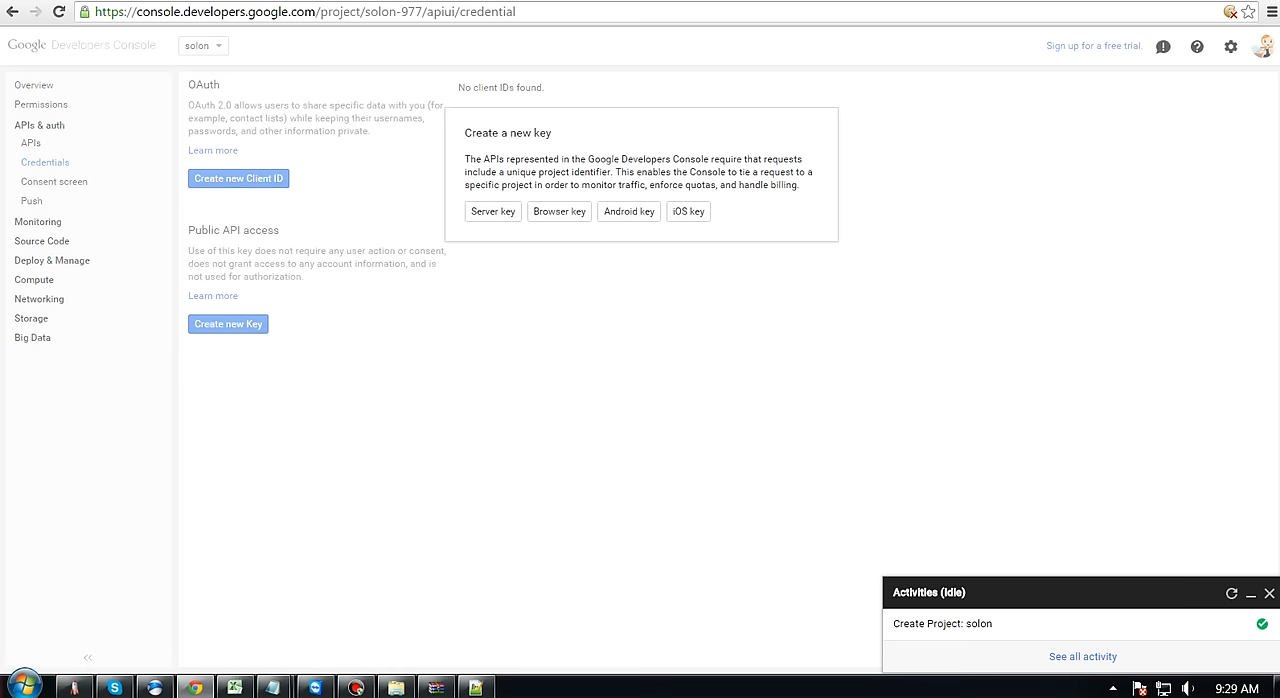 https://console.developers.google.com/project/solon-977/apiui/credential
Google Developers Console
solon
Sign up for a free trial.
Overview
Permissions
APIs & auth
APIs
Credentials
Consent screen
Push
Monitoring
Source Code
Deploy & Manage
Compute
Networking
Storage
Big Data
OAuth
OAuth 2.0 allows users to share specific data with you (for
example, contact lists) while keeping their usernames,
passwords, and other information private.
Learn more
Create new Client ID
Public API access
Use of this key does not require any user action or consent,
does not grant access to any account information, and is
not used for authorization.
Learn more
Create new Key
No client IDs found.
Create a new key
The APIs represented in the Google Developers Console require that requests
include a unique project identifier. This enables the Console to tie a request to a
specific project in order to monitor traffic, enforce quotas, and handle billing.
Server key
Browser key
Android key
iOS key
Activities (Idle)
Create Project: solon
See all activity
9:29 AM